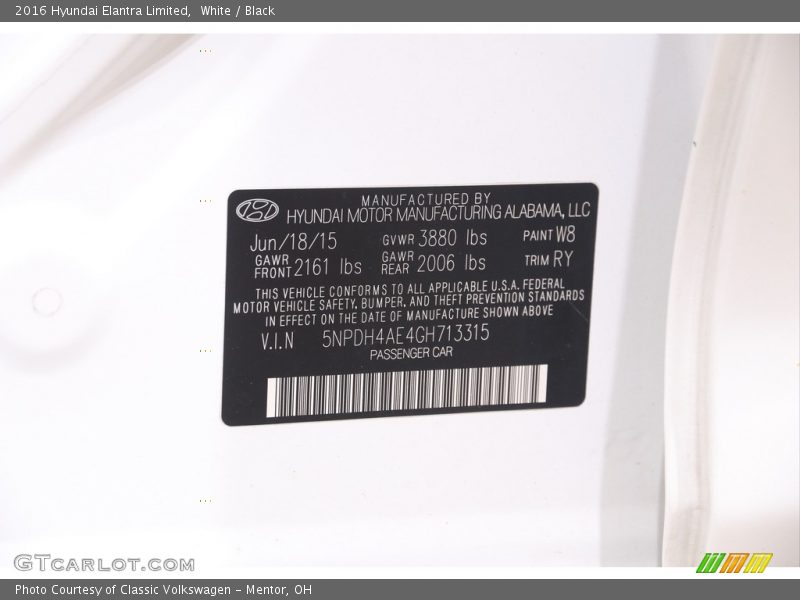 2016 Hyundai Elantra Limited,  White / Black
MANUFACTURED BY
HYUNDAI MOTOR MANUFACTURING ALABAMA, LLC
Jun/18/15 GVWR 3880 lbs PAINT W8
GAWR FRONT 2161 lbs GAWR REAR 2006 lbs TRIM RY
THIS VEHICLE CONFORMS TO ALL APPLICABLE U.S.A. FEDERAL
MOTOR VEHICLE SAFETY, BUMPER, AND THEFT PREVENTION STANDARDS
IN EFFECT ON THE DATE OF MANUFACTURE SHOWN ABOVE
V.I.N 5NPDH4AE4GH713315
PASSENGER CAR
GTCARLOT.COM
Photo Courtesy of Classic Volkswagen - Mentor, OH